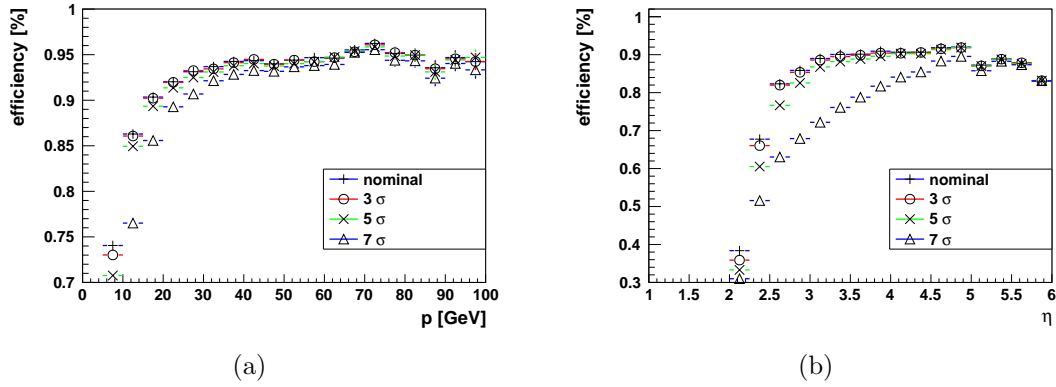 efficiency [%]
1
0.95
0.9
0.85
0.8
0.75
0.7
nominal
3 σ
5 σ
7 σ
0 10 20 30 40 50 60 70 80 90 100
p [GeV]
(a)
efficiency [%]
1
0.9
0.8
0.7
0.6
0.5
0.4
0.3
nominal
3 σ
5 σ
7 σ
1 1.5 2 2.5 3 3.5 4 4.5 5 5.5 6
η
(b)